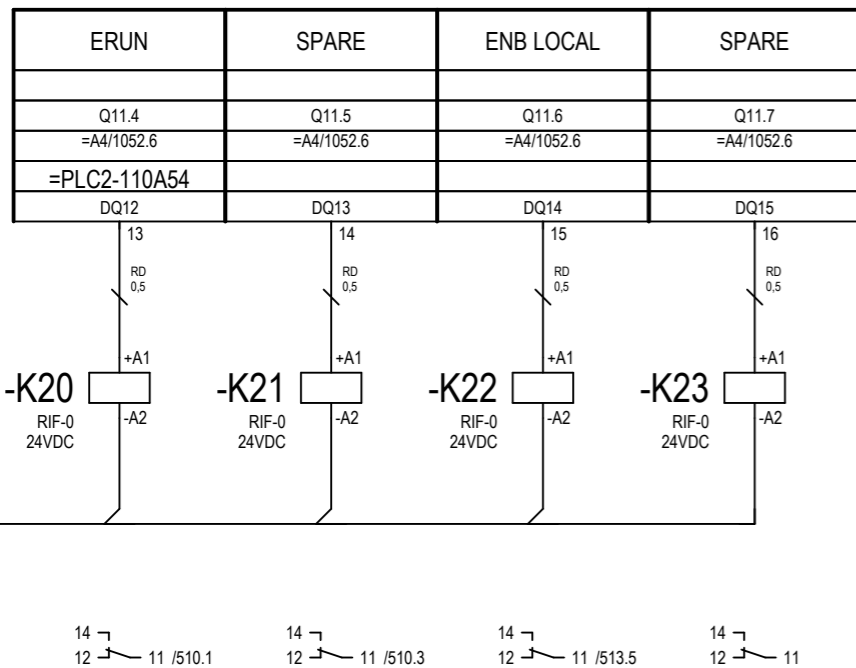 ERUN SPARE ENB LOCAL SPARE
Q11.4 Q11.5 Q11.6 Q11.7
=A4/1052.6 =A4/1052.6 =A4/1052.6 =A4/1052.6
=PLC2-110A54
DQ12 DQ13 DQ14 DQ15
13 14 15 16
RD RD RD RD
0,5 0,5 0,5 0,5
+A1 +A1 +A1 +A1
-K20 -K21 -K22 -K23
RIF-0 -A2 RIF-0 -A2 RIF-0 -A2 RIF-0 -A2
24VDC 24VDC 24VDC 24VDC
14 14 14 14
12 11 /510.1 12 11 /510.3 12 11 /513.5 12 11